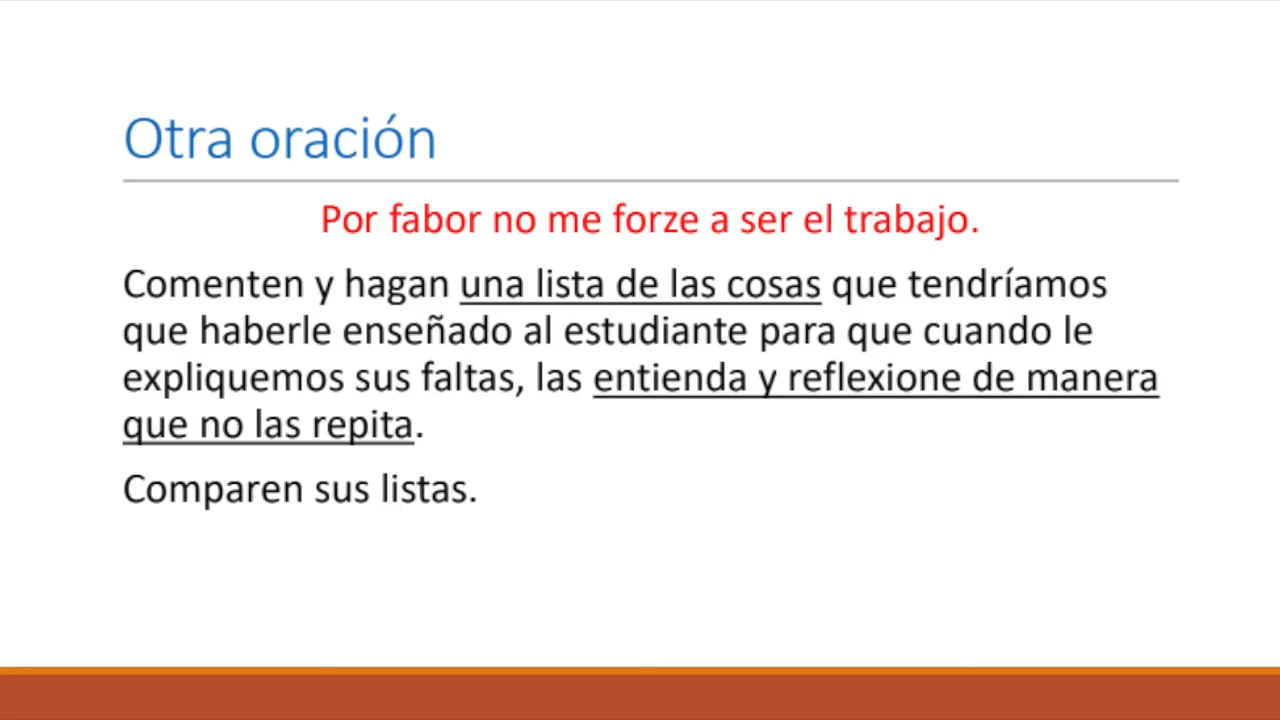 Otra oración
Por fabor no me forze a ser el trabajo.
Comenten y hagan una lista de las cosas que tendríamos
que haberle enseñado al estudiante para que cuando le
expliquemos sus faltas, las entienda y reflexione de manera
que no las repita.
Comparen sus listas.